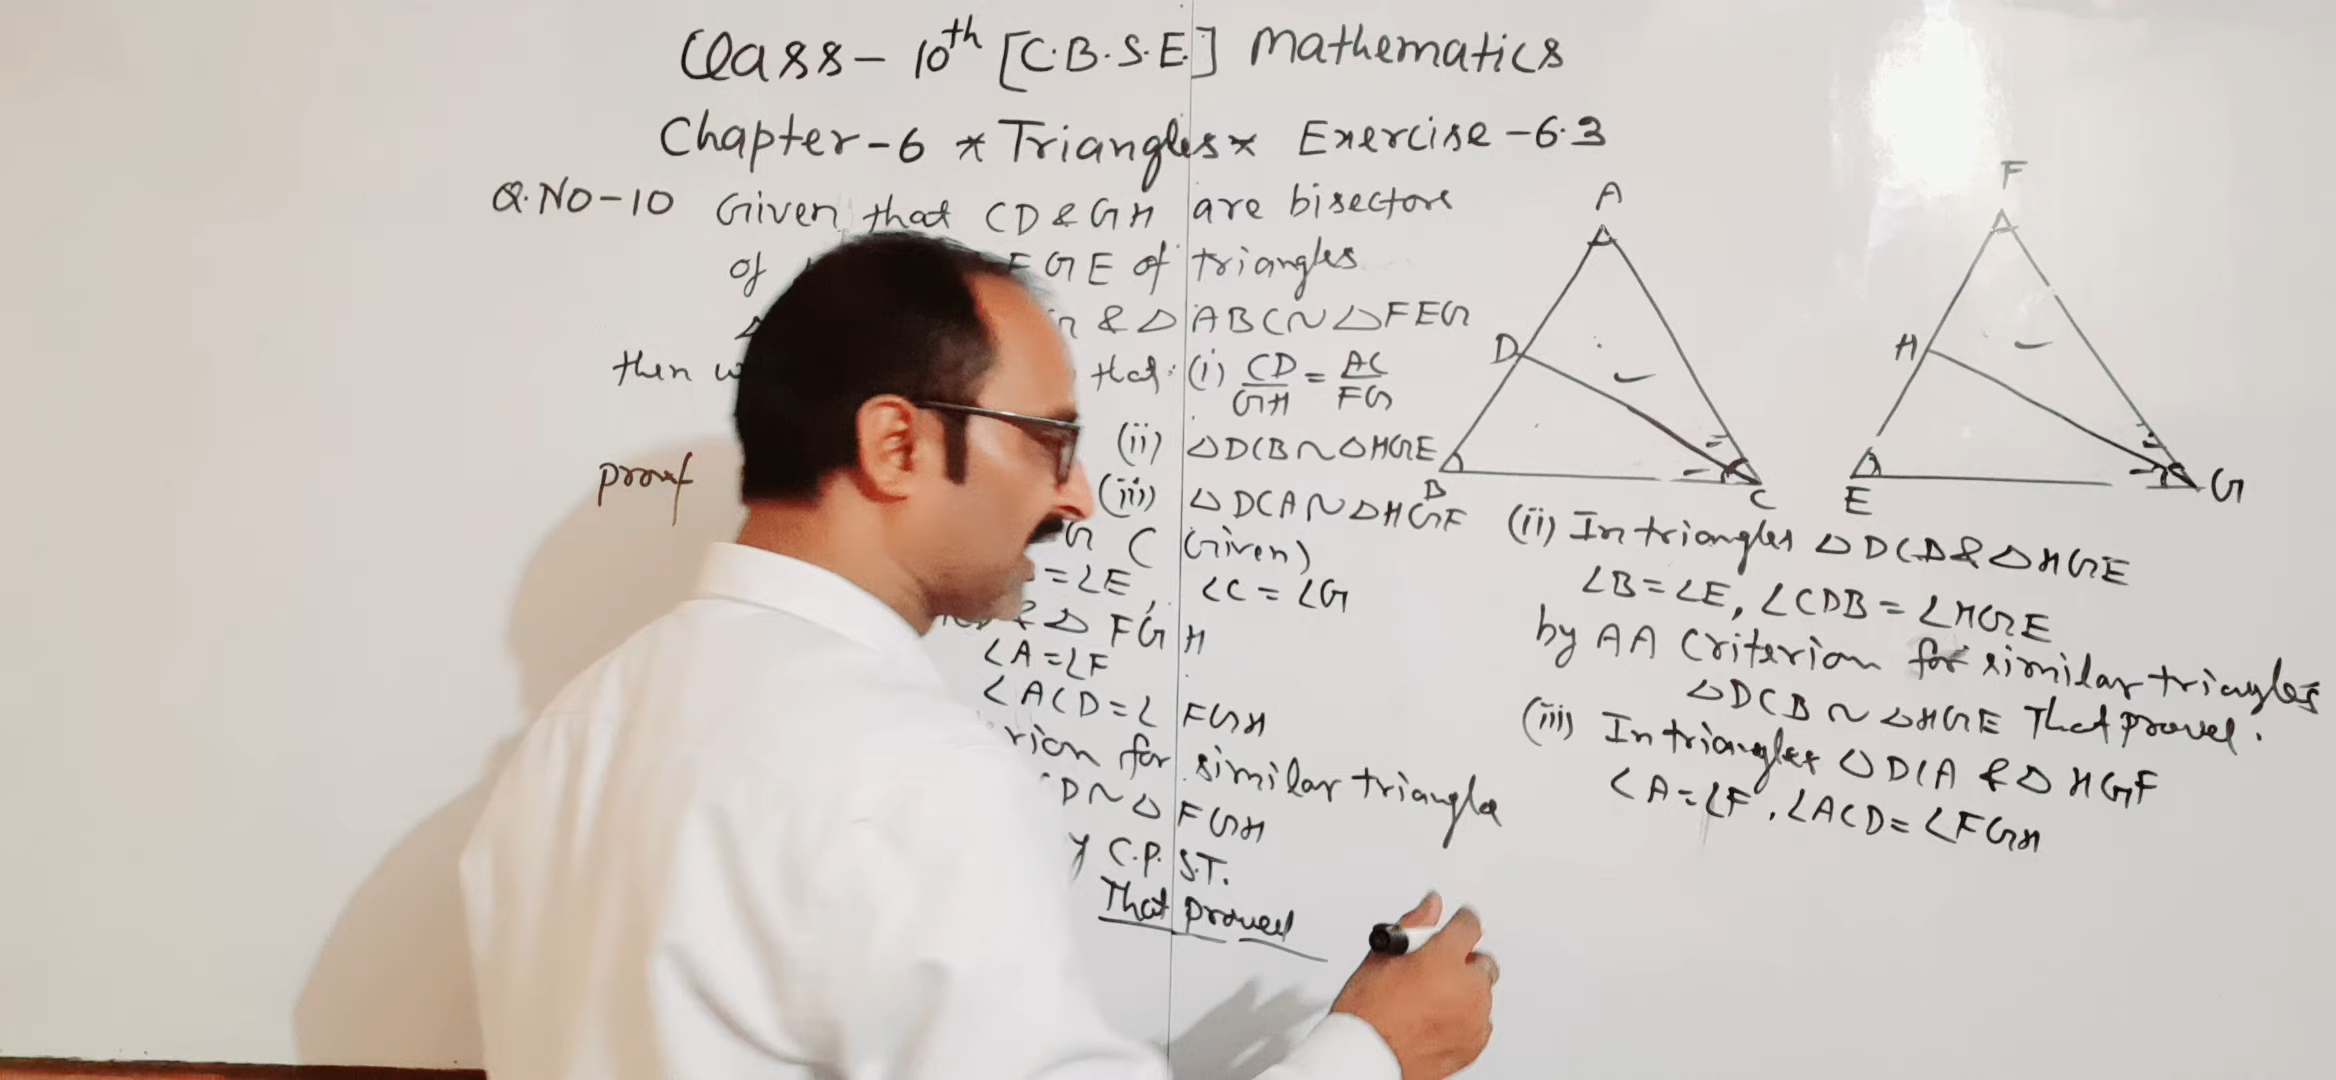 Class - 10th [C.B.S.E.] Mathematics
Chapter-6 * Triangles * Exercise -6.3
Q.NO-10 Given that CD & GH are bisectors
of GE of triangles
& △ABC ~ △FEG
then that (i) CD/GH = AC/FG
(ii) △DCB ~ △HGE
(iii) △DCA ~ △HGF
proof
(Given)
=∠E, ∠C = ∠G
& △FGH
∠A=∠F
∠ACD=∠FGH
for similar triangle
D ~ △FGH
C.P.S.T.
That proved
A
D
B
C
F
H
E
G
(ii) In triangles △DCB & △HGE
∠B=∠E, ∠CDB = ∠HGE
by AA Criterion for similar triangles
△DCB ~ △HGE That proved.
(iii) In triangles △DCA & △HGF
∠A=∠F, ∠ACD=∠FGH